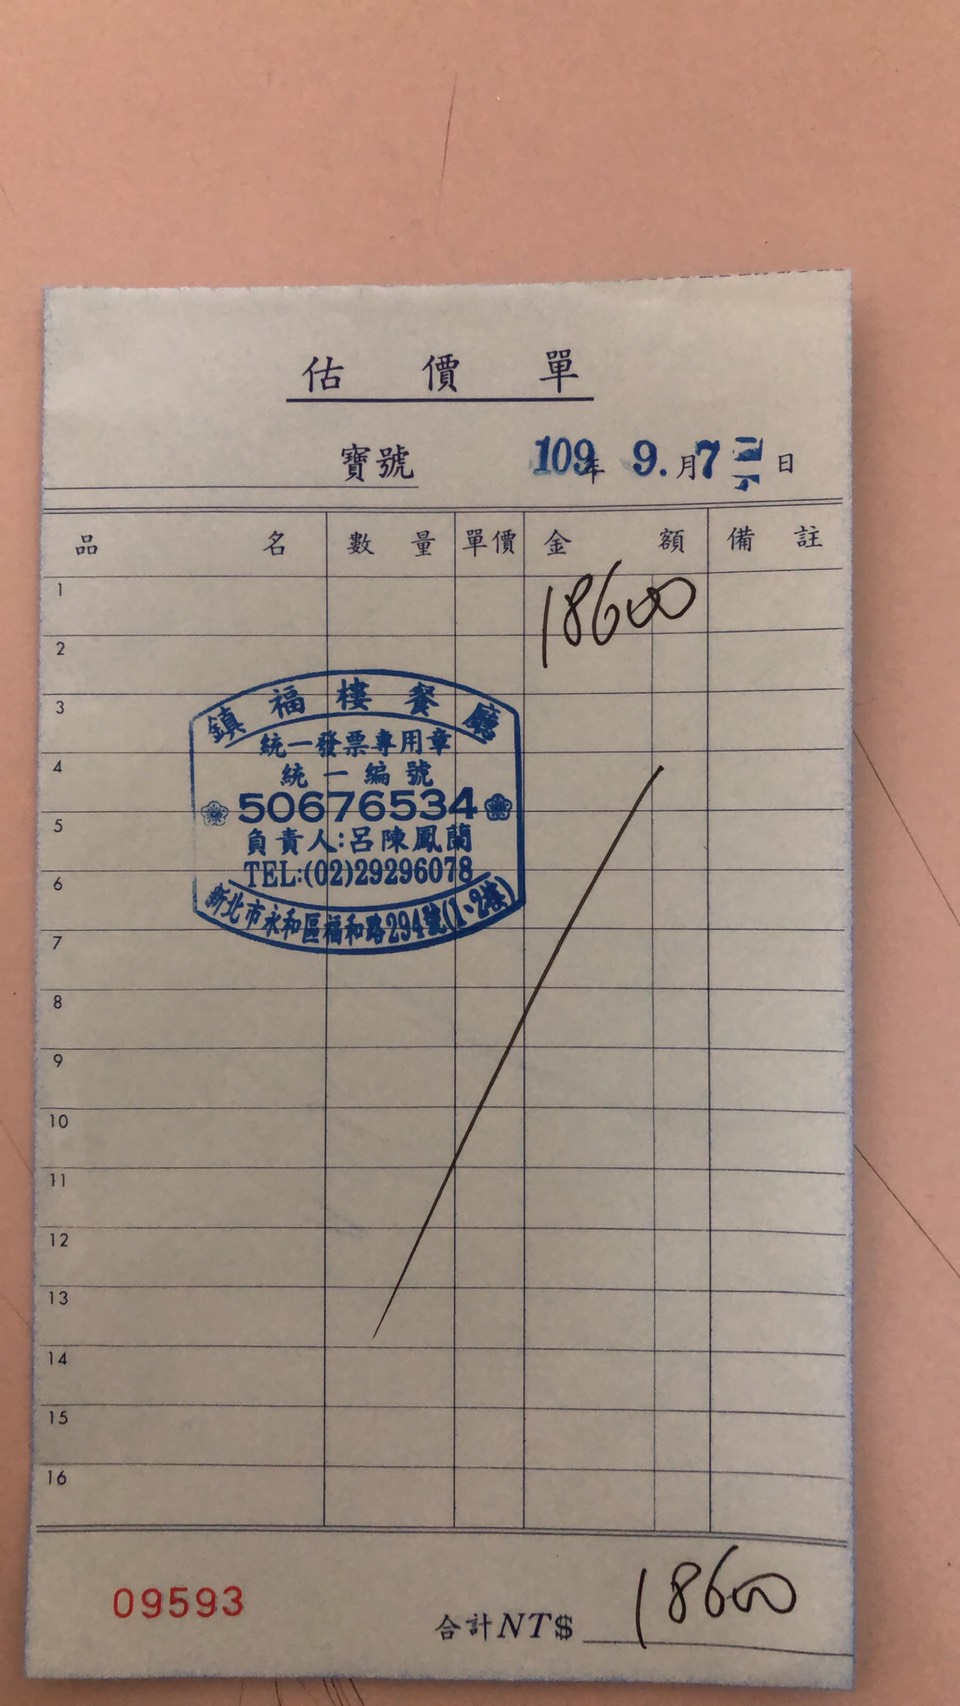 估價單
寶號 109年 9.月7 日
品名 數量 單價 金額 備註
1 18600
2
3
4
5
6
7
8
9
10
11
12
13
14
15
16
鎮福樓餐廳
統一發票專用章
統一編號
50676534
負責人:呂陳鳳蘭
TEL:(02)29296078
新北市永和區福和路294號(1、2樓)
09593 合計NT$ 18600